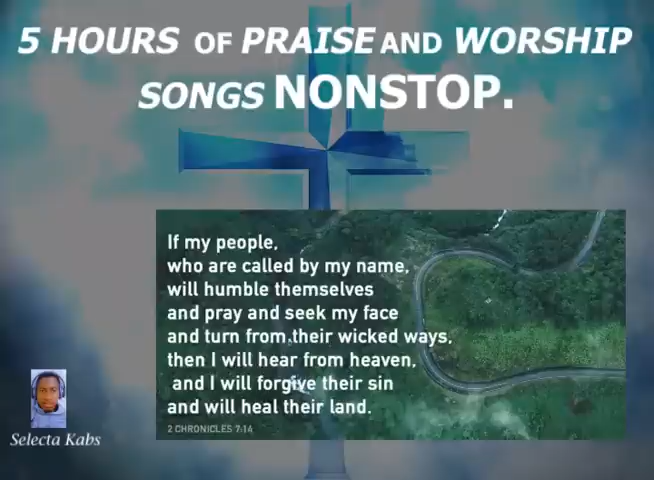 5 HOURS OF PRAISE AND WORSHIP
SONGS NONSTOP.
If my people,
who are called by my name,
will humble themselves
and pray and seek my face
and turn from their wicked ways,
then I will hear from heaven,
and I will forgive their sin
and will heal their land.
2 CHRONICLES 7:14
Selecta Kabs